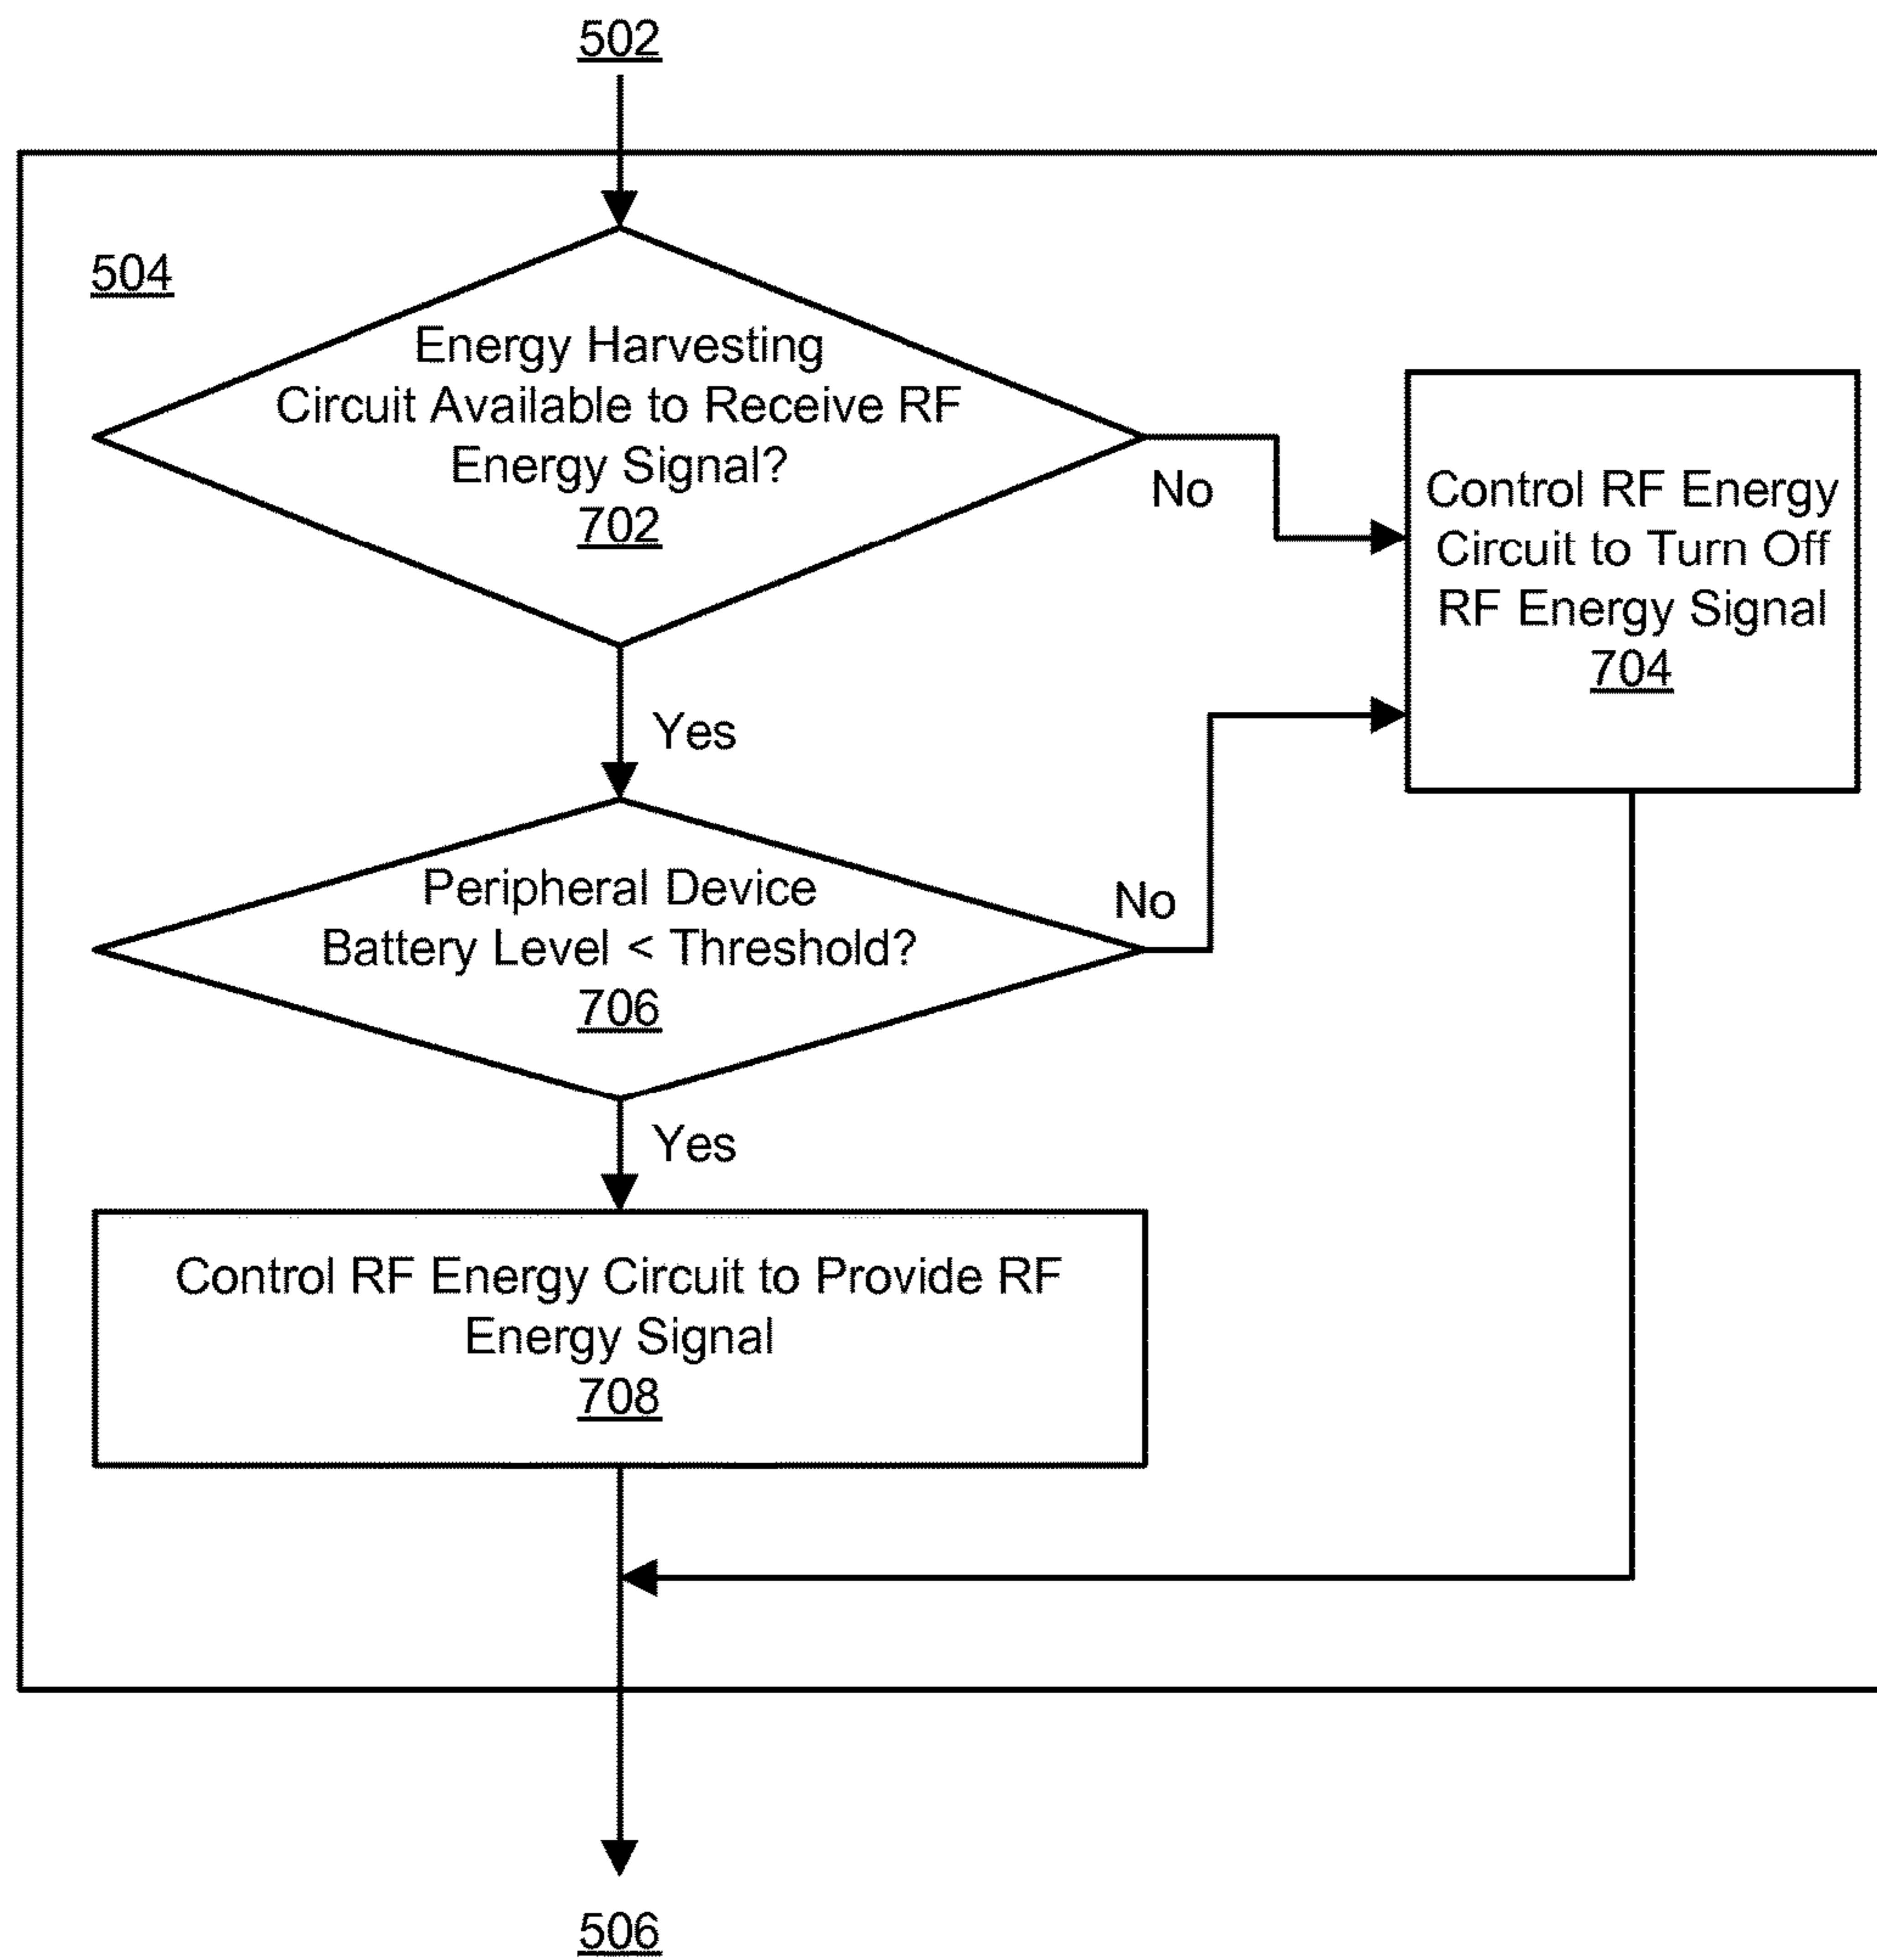 502
504
Energy Harvesting
Circuit Available to Receive RF
Energy Signal?
702
No
Control RF Energy
Circuit to Turn Off
RF Energy Signal
704
Yes
Peripheral Device
Battery Level < Threshold?
706
No
Yes
Control RF Energy Circuit to Provide RF
Energy Signal
708
506